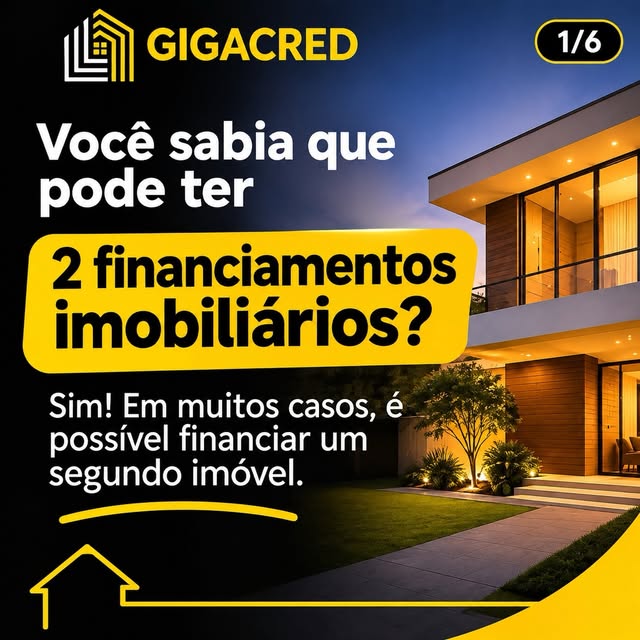 GIGACRED
1/6
Você sabia que
pode ter
2 financiamentos
imobiliários?
Sim! Em muitos casos, é
possível financiar um
segundo imóvel.